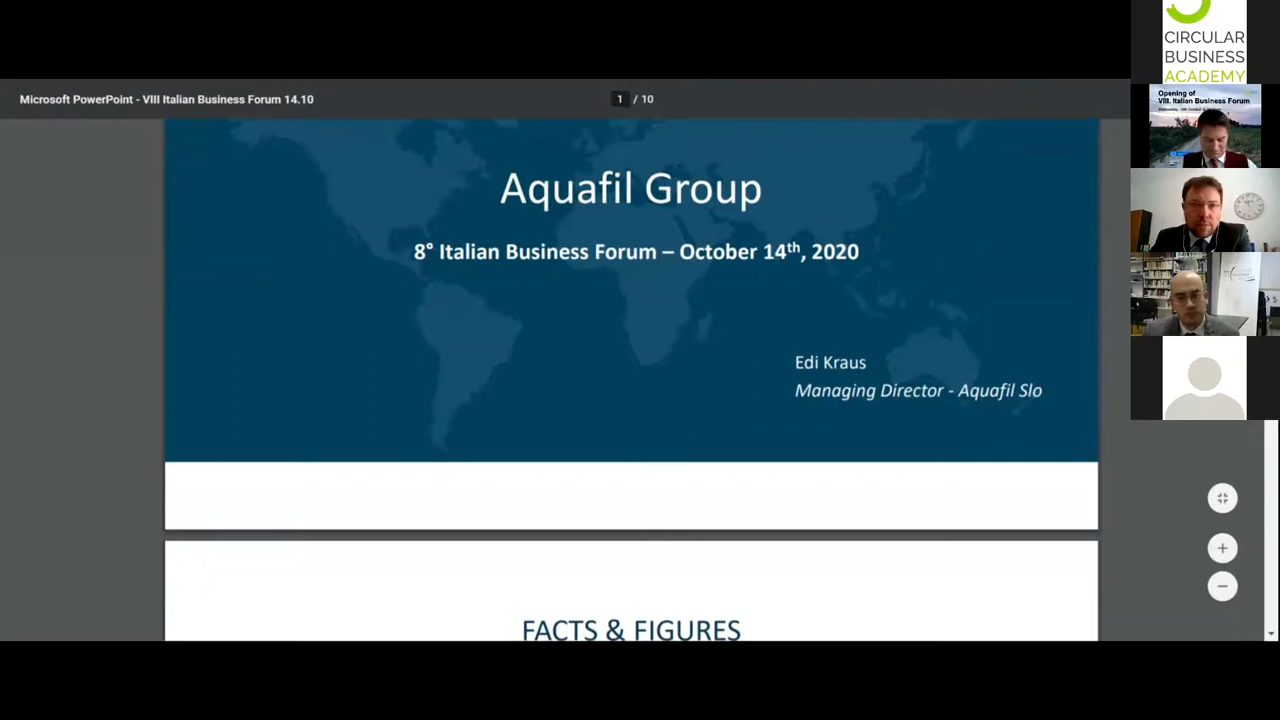 Microsoft PowerPoint - VIII Italian Business Forum 14.10
1 / 10
Aquafil Group
8° Italian Business Forum – October 14th, 2020
Edi Kraus
Managing Director - Aquafil Slo
FACTS & FIGURES
CIRCULAR
BUSINESS
ACADEMY
Opening of
VIII. Italian Business Forum